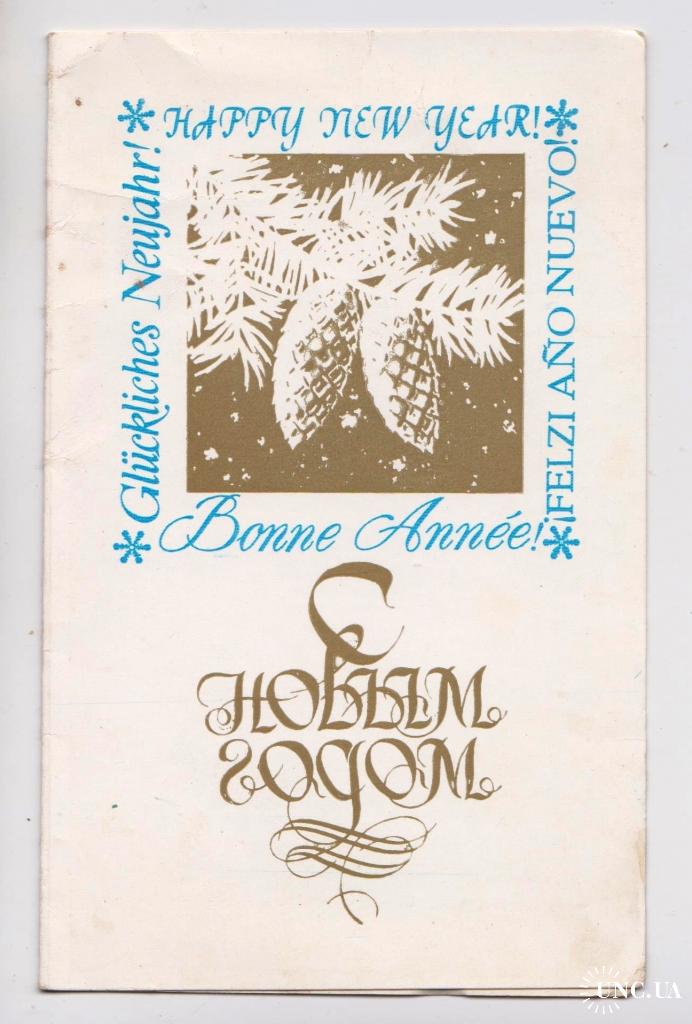 HAPPY NEW YEAR!
Glückliches Neujahr!
¡FELZI AÑO NUEVO!
Bonne Année!
С
новым
годом
UNC.UA